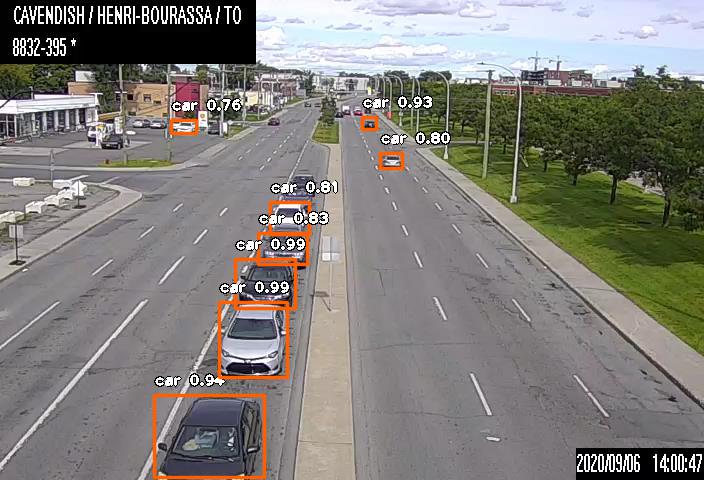 CAVENDISH / HENRI-BOURASSA / TO
8832-395 *
car 0.76
car 0.93
car 0.80
car 0.81
car 0.83
car 0.99
car 0.99
car 0.94
2020/09/06 14:00:47